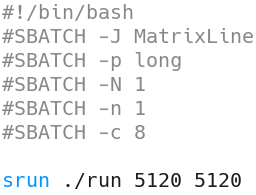 #!/bin/bash
#SBATCH -J MatrixLine
#SBATCH -p long
#SBATCH -N 1
#SBATCH -n 1
#SBATCH -c 8

srun ./run 5120 5120